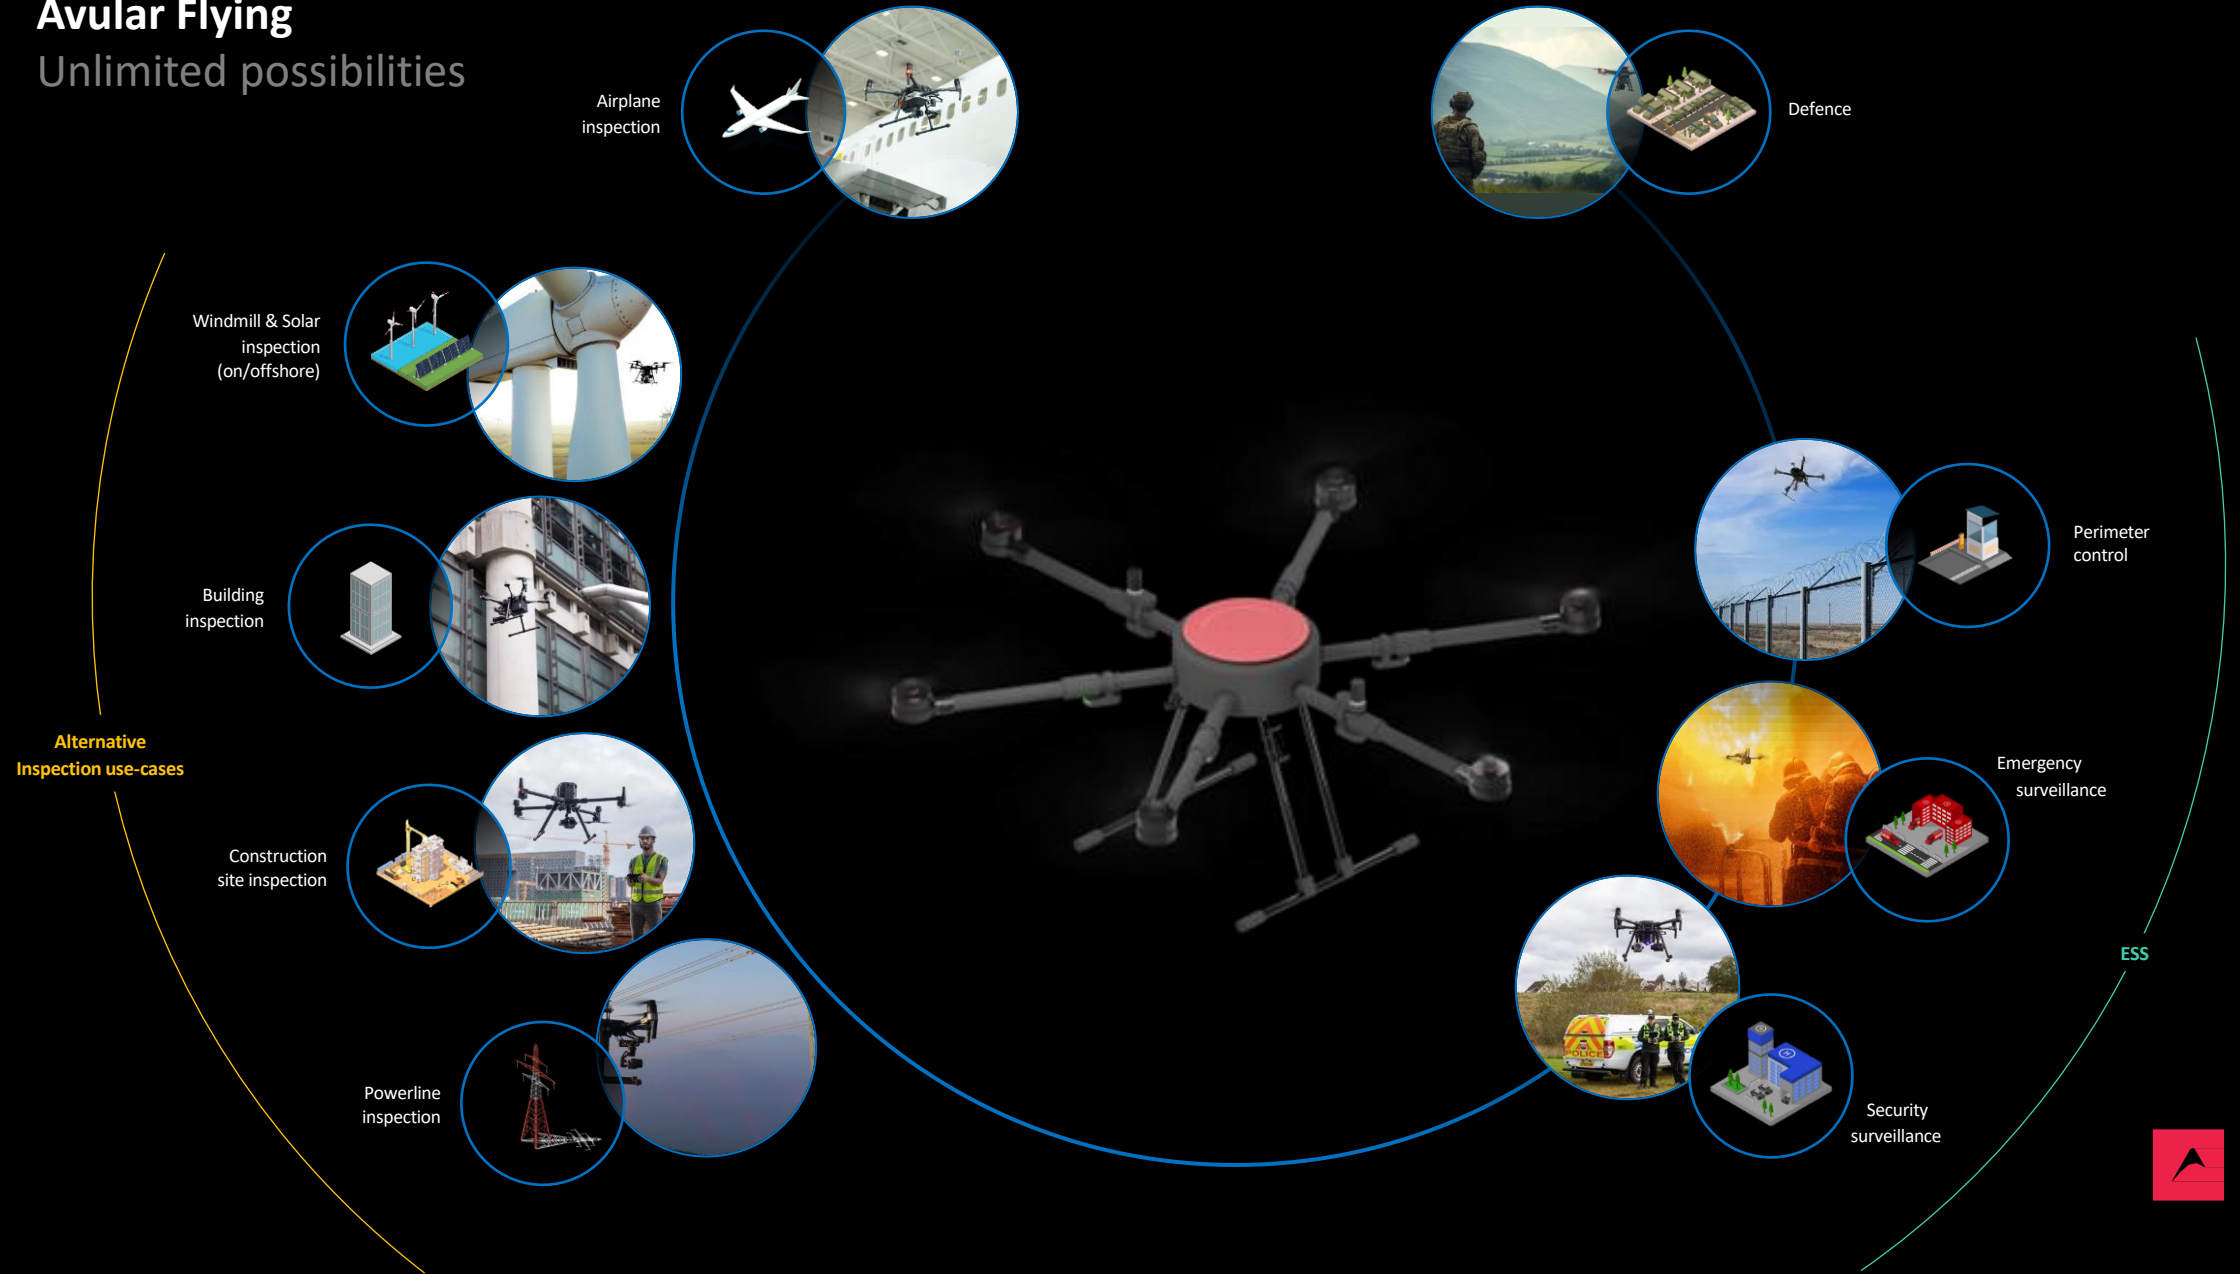 Avular Flying
Unlimited possibilities
Airplane
inspection
Defence
Windmill & Solar
inspection
(on/offshore)
Building
inspection
Perimeter
control
Alternative
Inspection use-cases
Emergency
surveillance
Construction
site inspection
ESS
Powerline
inspection
POLICE
Security
surveillance